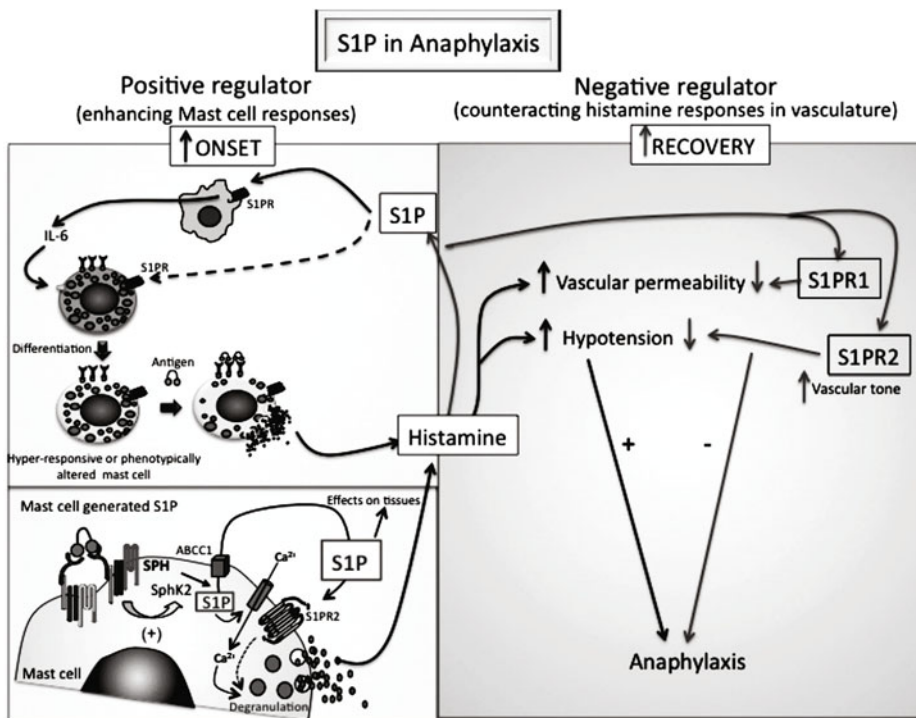 S1P in Anaphylaxis
Positive regulator
(enhancing Mast cell responses)
↑ ONSET
Negative regulator
(counteracting histamine responses in vasculature)
↑ RECOVERY
S1PR
S1P
IL-6
S1PR
Differentiation
Antigen
Hyper-responsive or phenotypically
altered mast cell
Histamine
↑ Vascular permeability ↓
S1PR1
↑ Hypotension ↓
S1PR2
↑ Vascular tone
+
-
Anaphylaxis
Mast cell generated S1P
Effects on tissues
ABCC1
Ca²⁺
S1P
SPH
SphK2
S1P
S1PR2
(+)
Ca²⁺
Mast cell
Degranulation